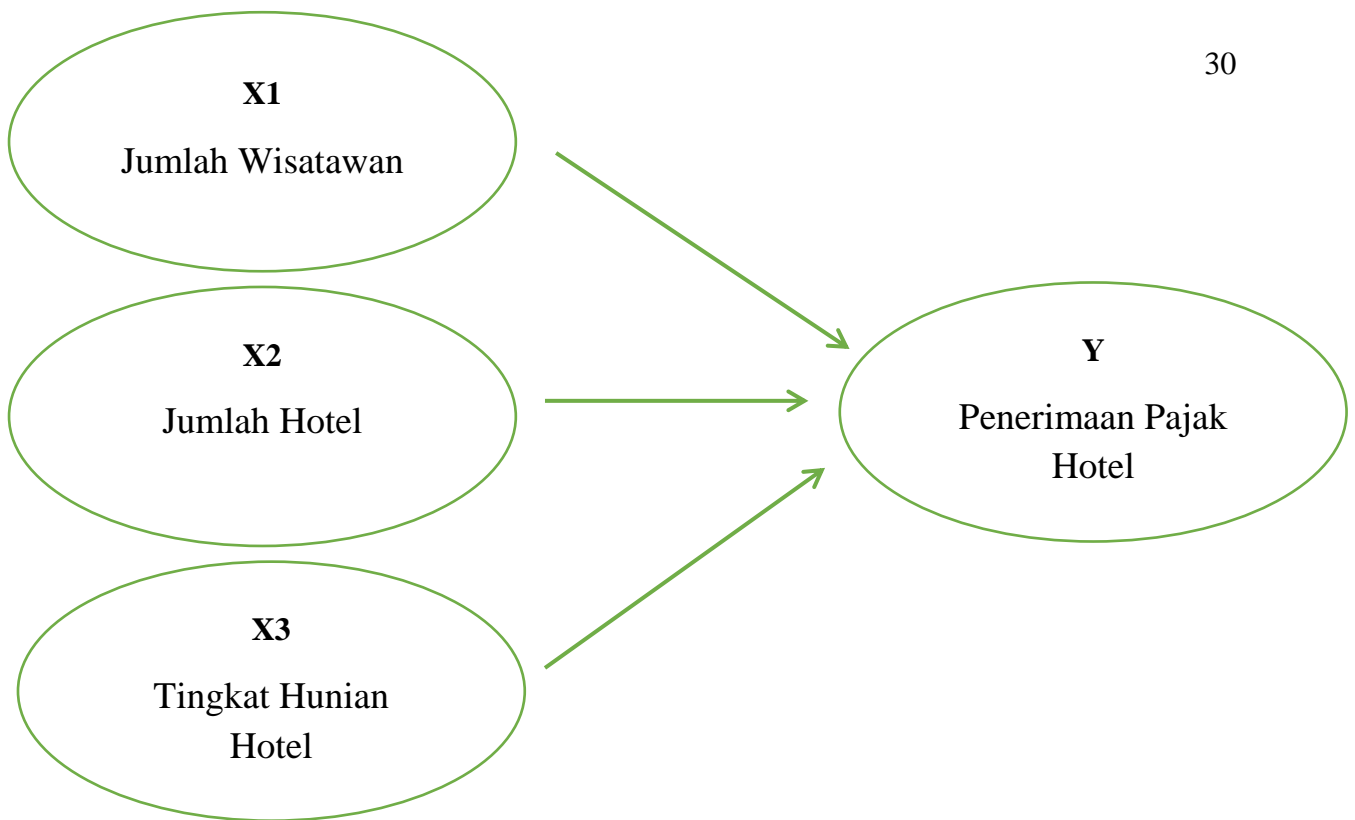 30
X1
Jumlah Wisatawan
X2
Jumlah Hotel
Y
Penerimaan Pajak
Hotel
X3
Tingkat Hunian
Hotel